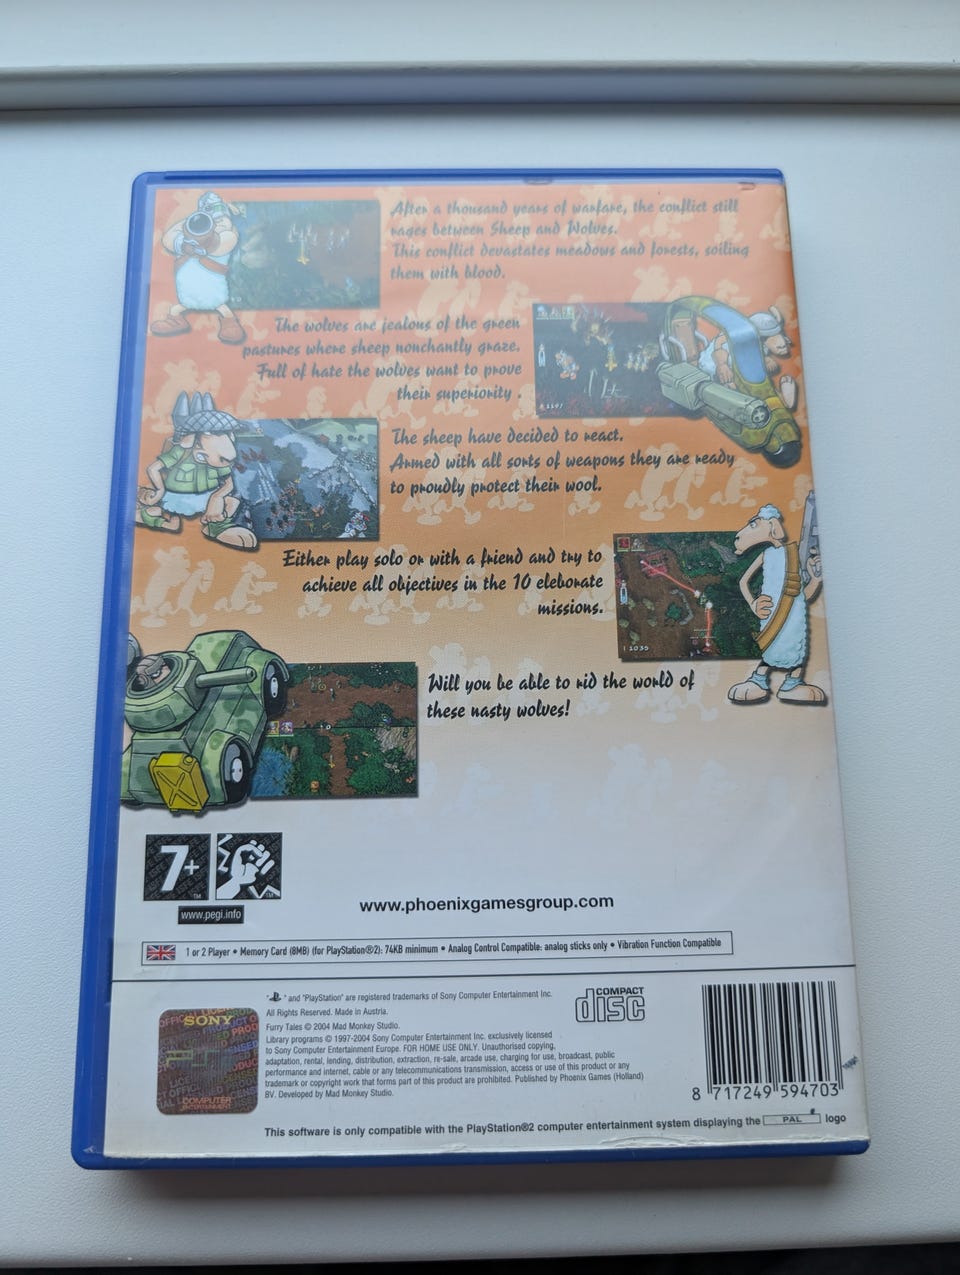 After a thousand years of warfare, the conflict still
rages between Sheep and Wolves.
This conflict devastates meadows and forests, soiling
them with blood.
The wolves are jealous of the green
pastures where sheep nonchantly graze.
Full of hate the wolves want to prove
their superiority .
1197
The sheep have decided to react.
Armed with all sorts of weapons they are ready
to proudly protect their wool.
Either play solo or with a friend and try to
achieve all objectives in the 10 eleborate
missions.
1035
Will you be able to rid the world of
these nasty wolves!
7+
TM
www.pegi.info
www.phoenixgamesgroup.com
1 or 2 Player • Memory Card (8MB) (for PlayStation®2): 74KB minimum • Analog Control Compatible: analog sticks only • Vibration Function Compatible
" " and "PlayStation" are registered trademarks of Sony Computer Entertainment Inc.
All Rights Reserved. Made in Austria.
Furry Tales © 2004 Mad Monkey Studio.
Library programs © 1997-2004 Sony Computer Entertainment Inc. exclusively licensed
to Sony Computer Entertainment Europe. FOR HOME USE ONLY. Unauthorised copying,
adaptation, rental, lending, distribution, extraction, re-sale, arcade use, charging for use, broadcast, public
performance and internet, cable or any telecommunications transmission, access or use of this product or any
trademark or copyright work that forms part of this product are prohibited. Published by Phoenix Games (Holland)
BV. Developed by Mad Monkey Studio.
COMPACT
disc
SONY
COMPUTER
ENTERTAINMENT
8 717249 594703
This software is only compatible with the PlayStation®2 computer entertainment system displaying the PAL logo